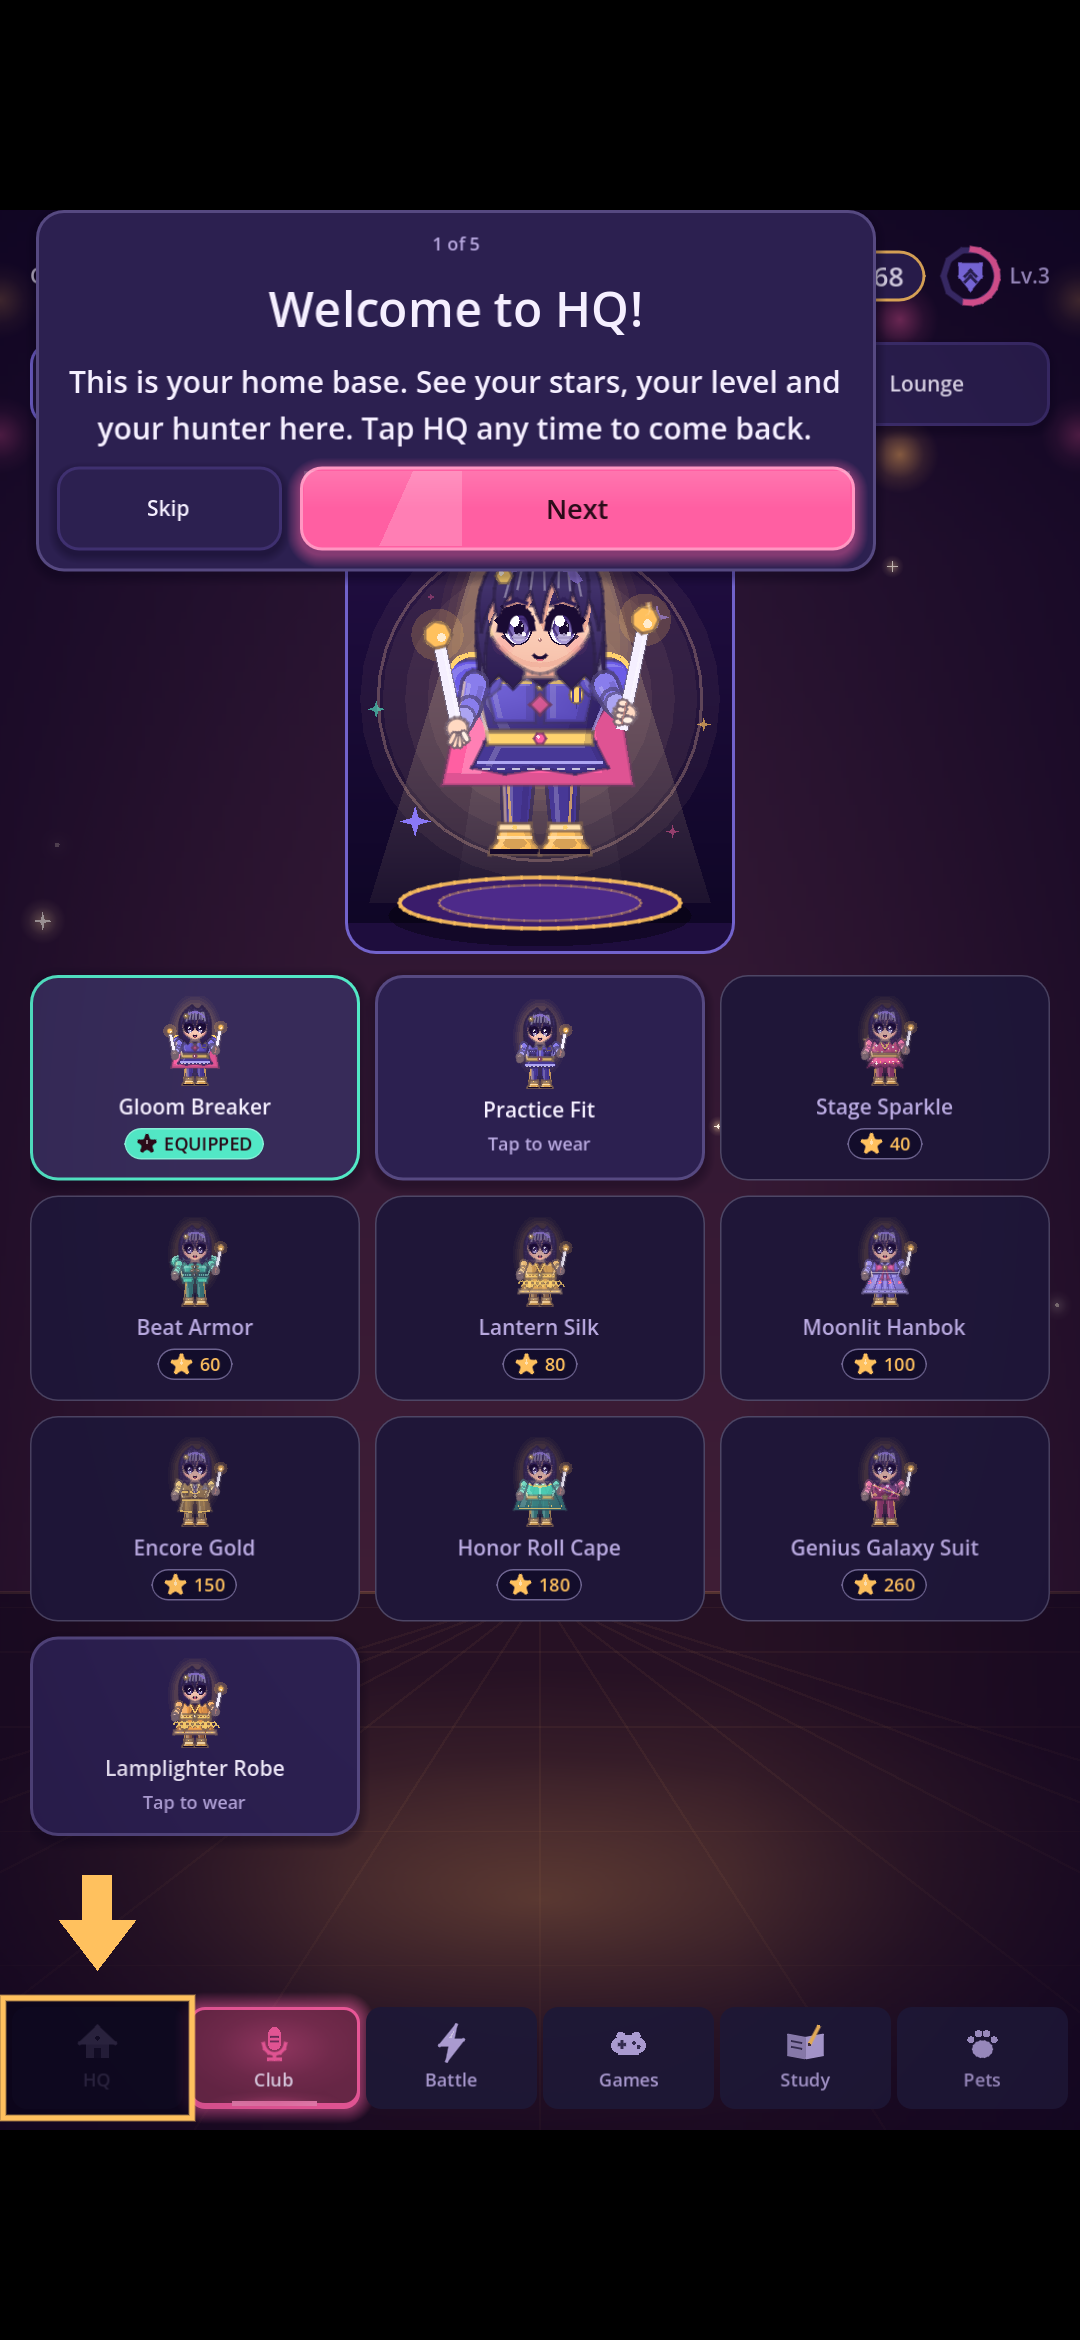 1 of 5
Welcome to HQ!
This is your home base. See your stars, your level and
your hunter here. Tap HQ any time to come back.
Skip
Next
68
Lv.3
Lounge
Gloom Breaker
EQUIPPED
Practice Fit
Tap to wear
Stage Sparkle
40
Beat Armor
60
Lantern Silk
80
Moonlit Hanbok
100
Encore Gold
150
Honor Roll Cape
180
Genius Galaxy Suit
260
Lamplighter Robe
Tap to wear
HQ
Club
Battle
Games
Study
Pets